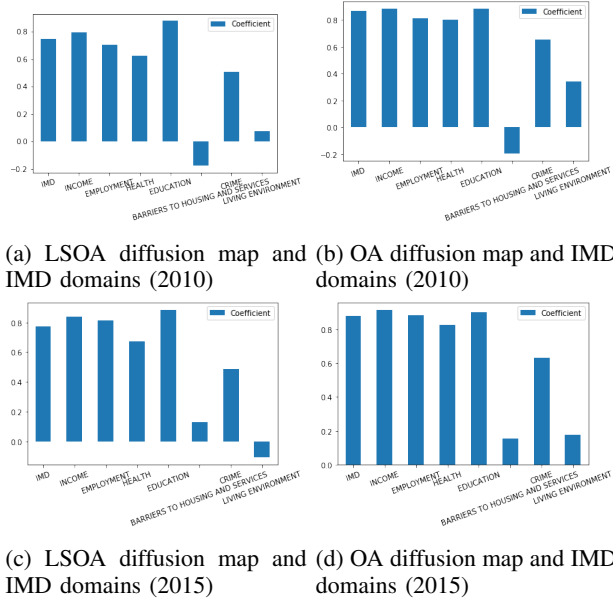 Coefficient
0.8
0.6
0.4
0.2
0.0
−0.2
IMD
INCOME
EMPLOYMENT
HEALTH
EDUCATION
BARRIERS TO HOUSING AND SERVICES
CRIME
LIVING ENVIRONMENT
Coefficient
0.8
0.6
0.4
0.2
0.0
−0.2
IMD
INCOME
EMPLOYMENT
HEALTH
EDUCATION
BARRIERS TO HOUSING AND SERVICES
CRIME
LIVING ENVIRONMENT
(a) LSOA diffusion map and
IMD domains (2010)
(b) OA diffusion map and IMD
domains (2010)
Coefficient
0.8
0.6
0.4
0.2
0.0
IMD
INCOME
EMPLOYMENT
HEALTH
EDUCATION
BARRIERS TO HOUSING AND SERVICES
CRIME
LIVING ENVIRONMENT
Coefficient
0.8
0.6
0.4
0.2
0.0
IMD
INCOME
EMPLOYMENT
HEALTH
EDUCATION
BARRIERS TO HOUSING AND SERVICES
CRIME
LIVING ENVIRONMENT
(c) LSOA diffusion map and
IMD domains (2015)
(d) OA diffusion map and IMD
domains (2015)